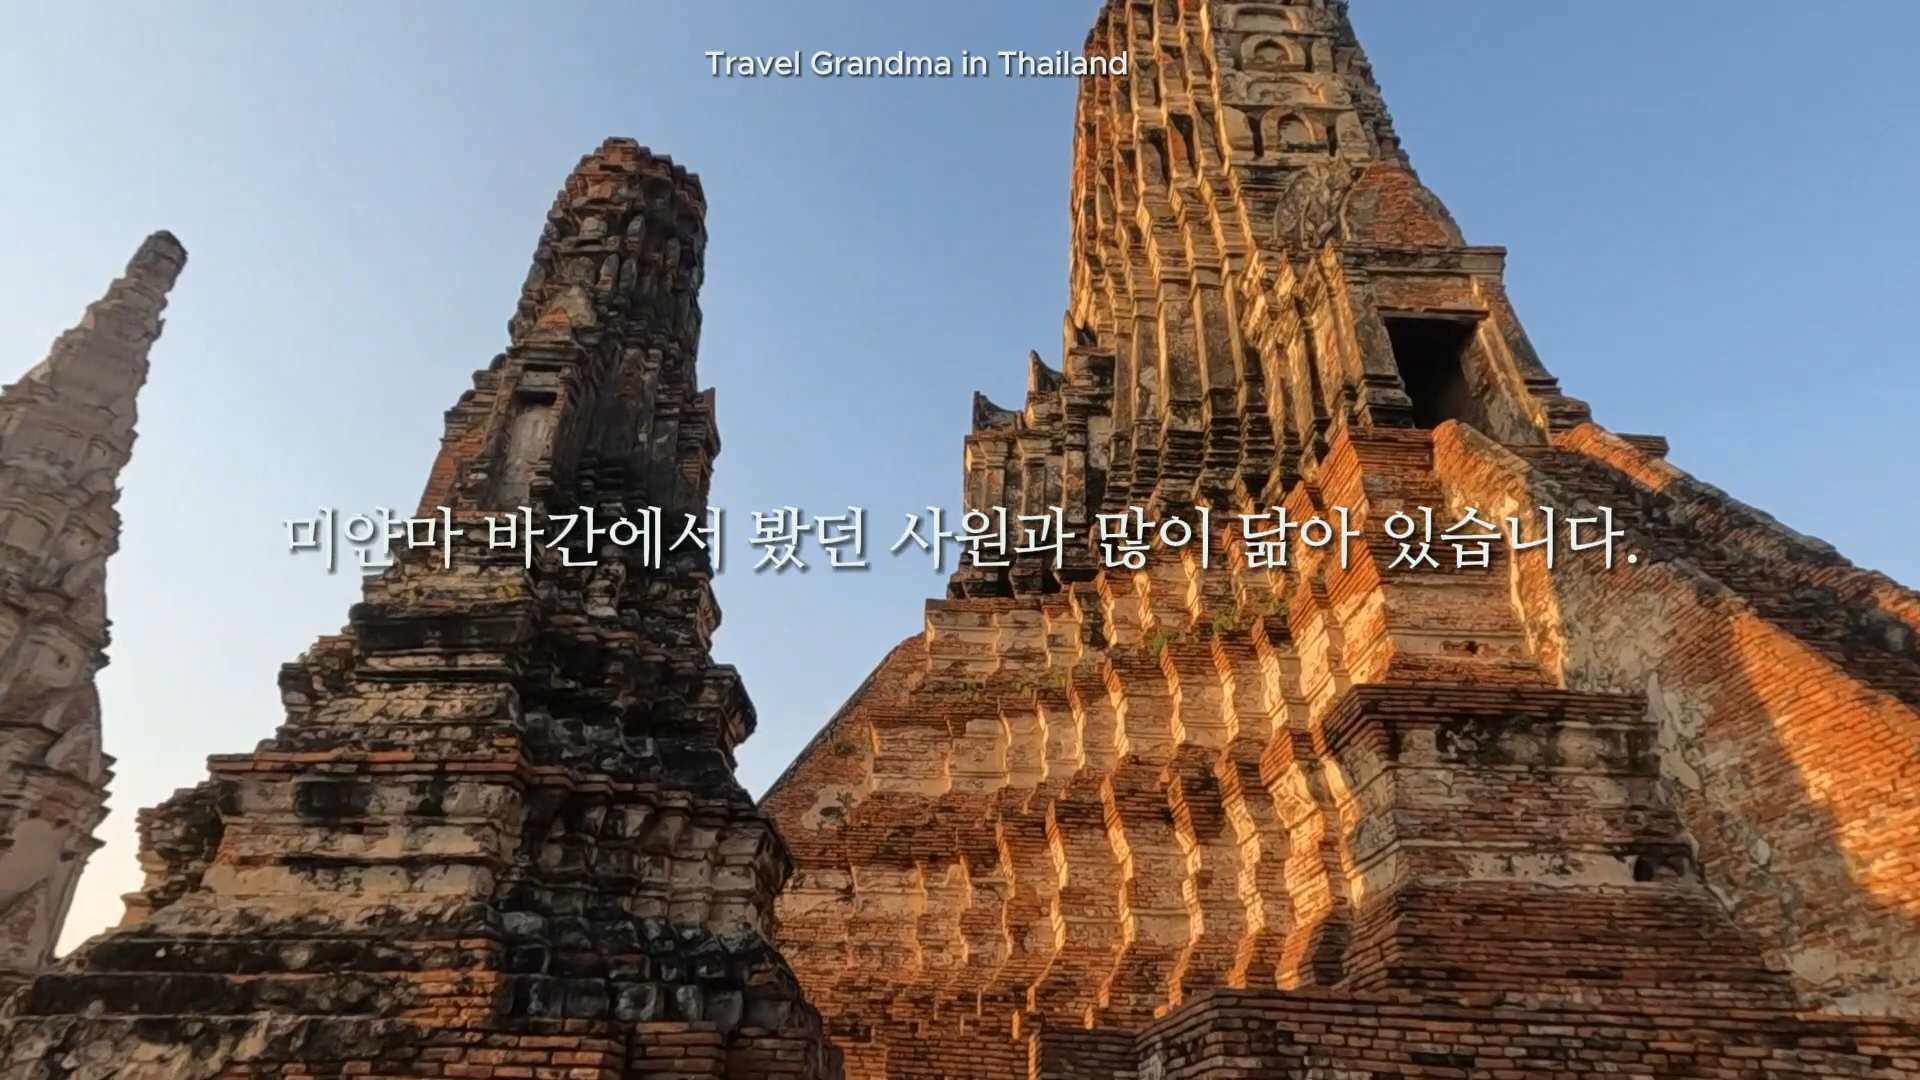 Travel Grandma in Thailand
미얀마 바간에서 봤던 사원과 많이 닮아 있습니다.